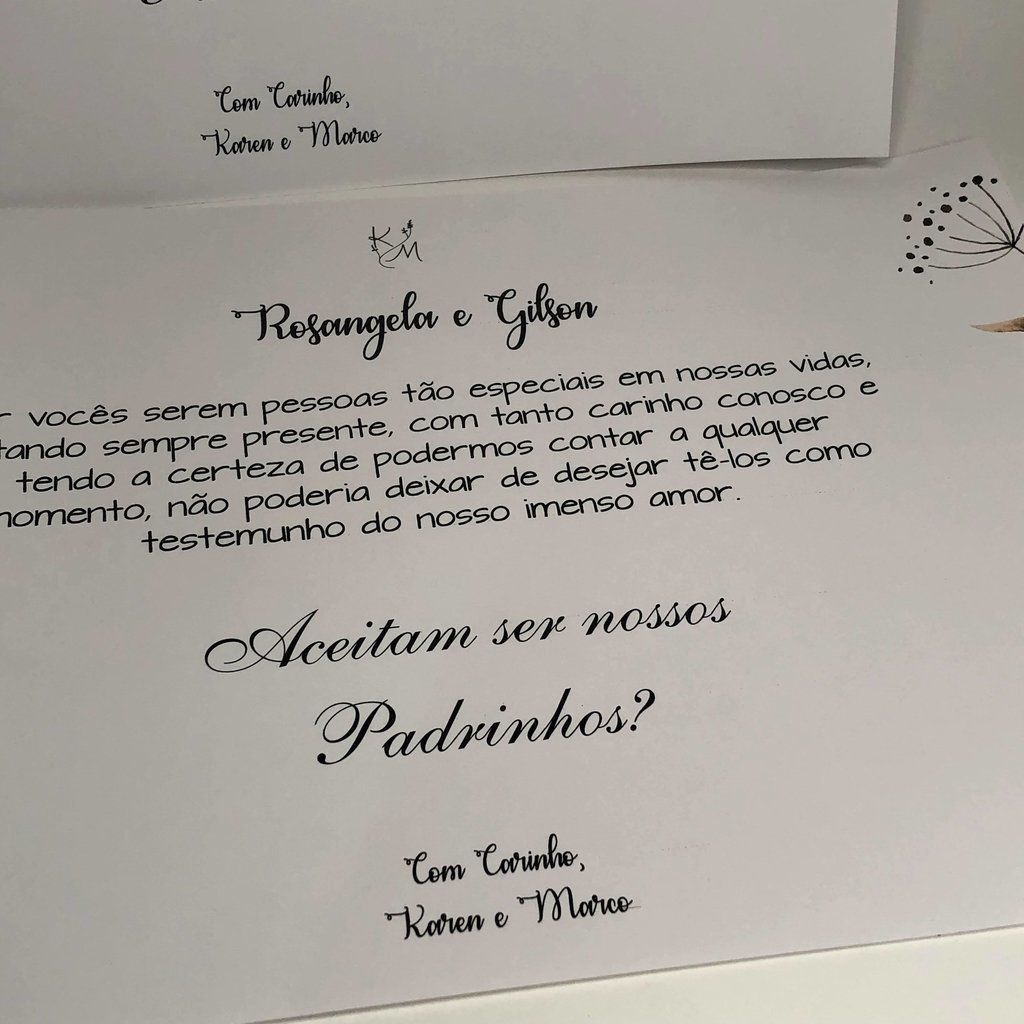 Com Carinho,
Karen e Marco
KM
Rosangela e Gilson
vocês serem pessoas tão especiais em nossas vidas,
sempre presente, com tanto carinho conosco e
tendo a certeza de podermos contar a qualquer
não poderia deixar de desejar tê-los como
testemunho do nosso imenso amor.
Aceitam ser nossos
Padrinhos?
Com Carinho,
Karen e Marco